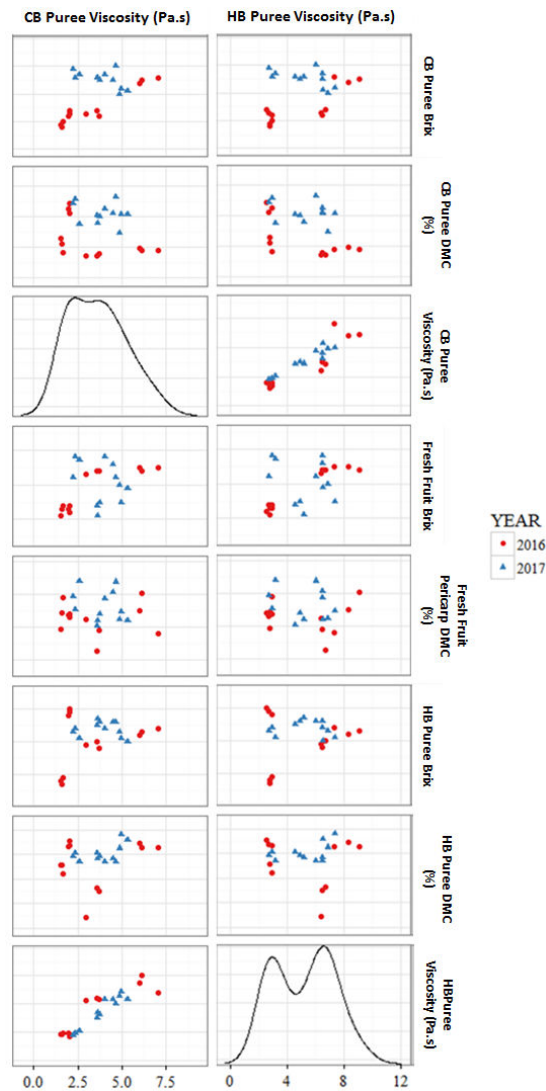 CB Puree Viscosity (Pa.s)
HB Puree Viscosity (Pa.s)
CB Puree Brix
CB Puree DMC
(%)
CB Puree
Viscosity (Pa.s)
Fresh Fruit
Brix
Fresh Fruit
Pericarp DMC
(%)
HB Puree Brix
HB Puree DMC
(%)
HBPuree
Viscosity (Pa.s)
YEAR
2016
2017
0.0 2.5 5.0 7.5
0 4 8 12